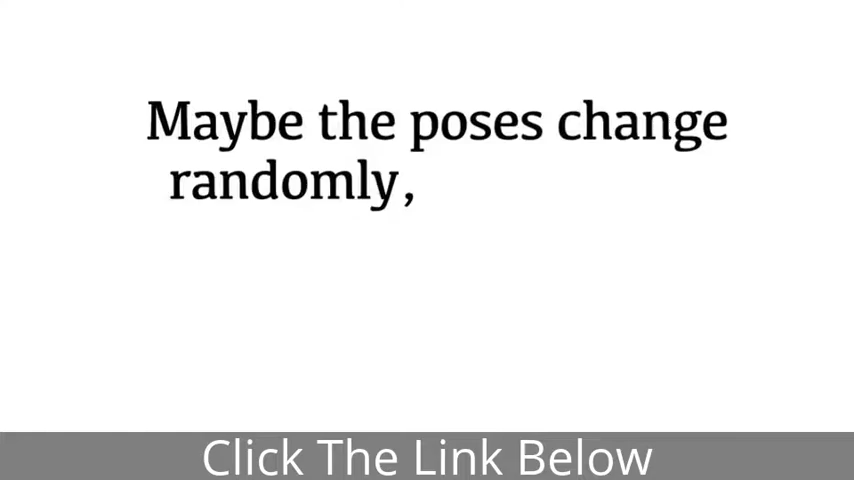 Maybe the poses change
randomly,
Click The Link Below